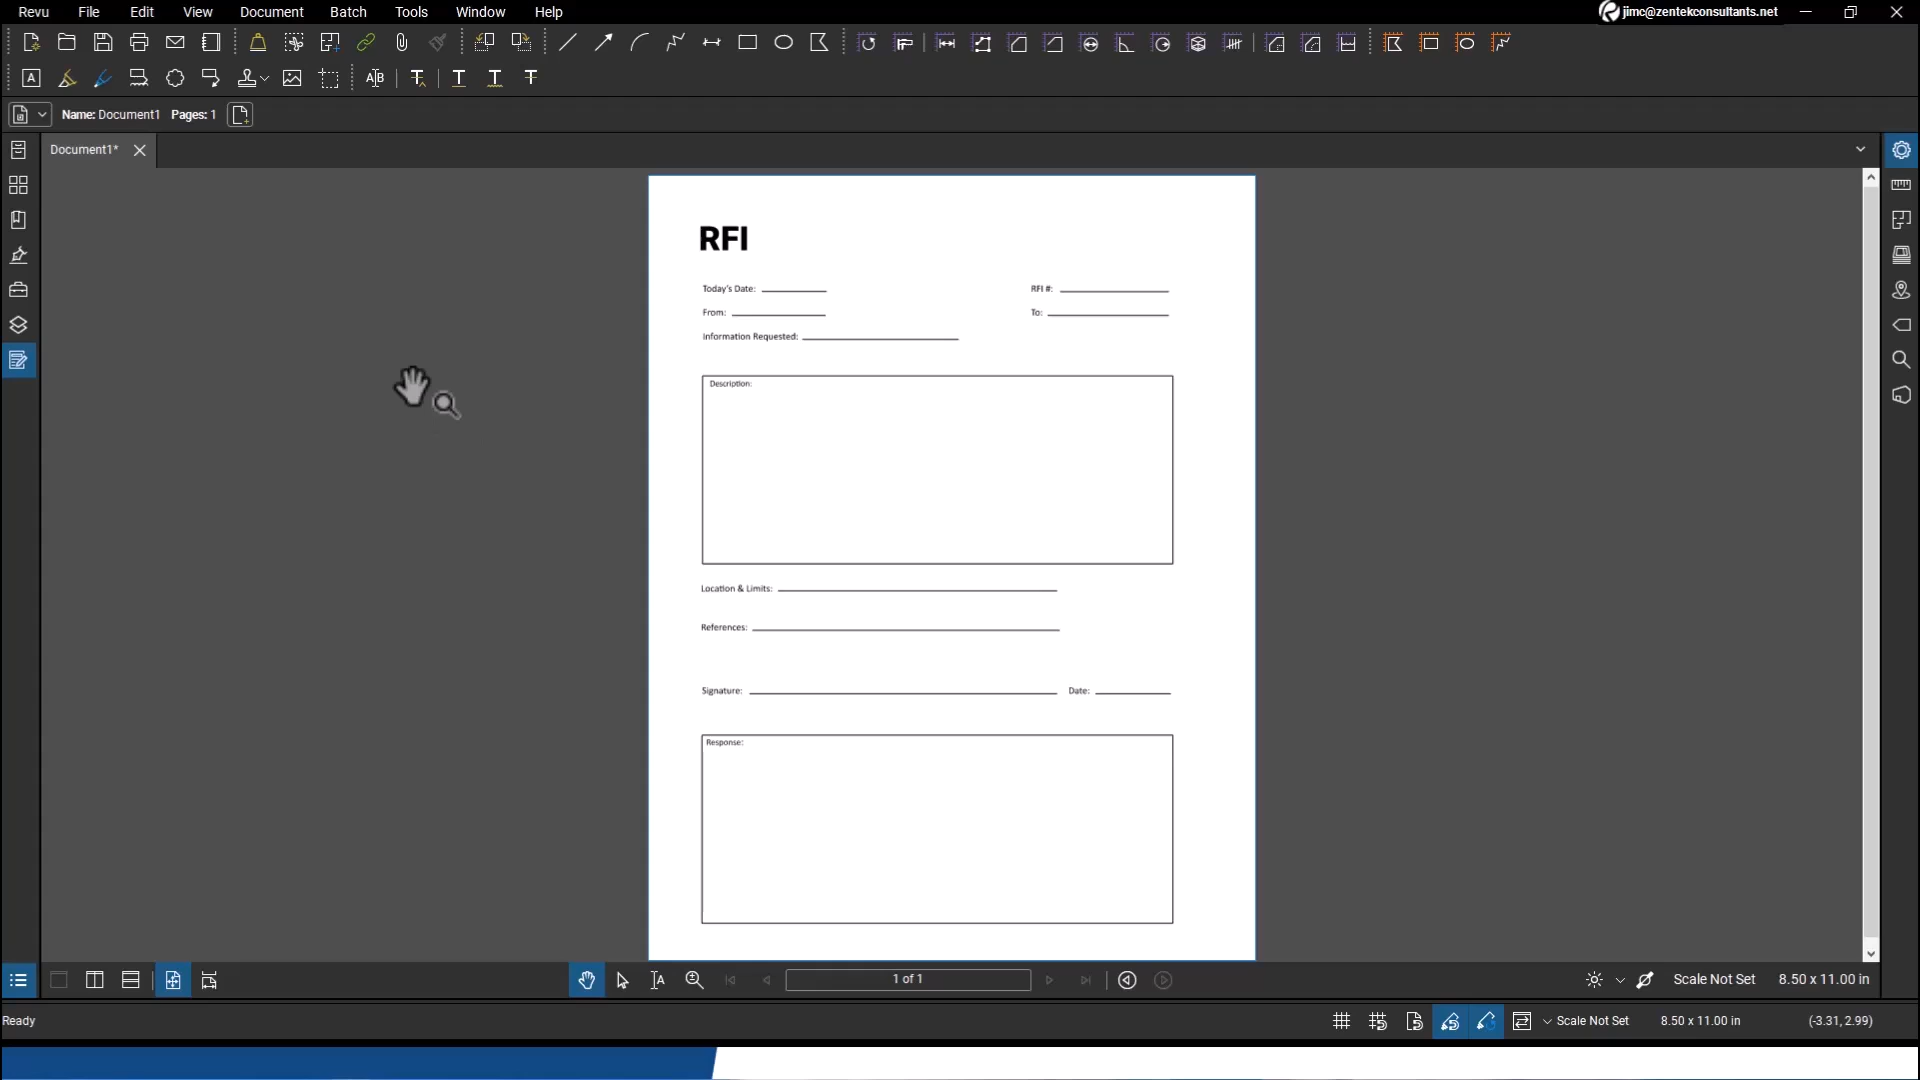 Revu File Edit View Document Batch Tools Window Help jimc@zentekconsultants.net
Name: Document1 Pages: 1
Document1*
RFI
Today's Date: RFI #:
From: To:
Information Requested:
Description:
Location & Limits:
References:
Signature: Date:
Response:
1 of 1 Scale Not Set 8.50 x 11.00 in
Ready Scale Not Set 8.50 x 11.00 in (-3.31, 2.99)